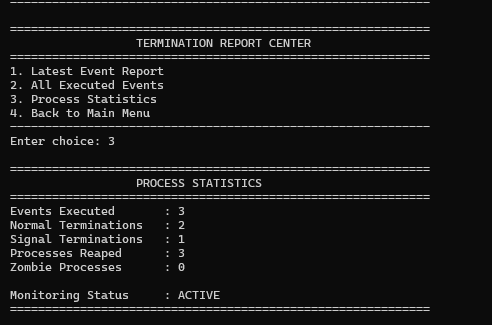 ============================================================
============================================================
                  TERMINATION REPORT CENTER
============================================================
1. Latest Event Report
2. All Executed Events
3. Process Statistics
4. Back to Main Menu
------------------------------------------------------------
Enter choice: 3
============================================================
                  PROCESS STATISTICS
============================================================
Events Executed       : 3
Normal Terminations   : 2
Signal Terminations   : 1
Processes Reaped      : 3
Zombie Processes      : 0
Monitoring Status     : ACTIVE
============================================================